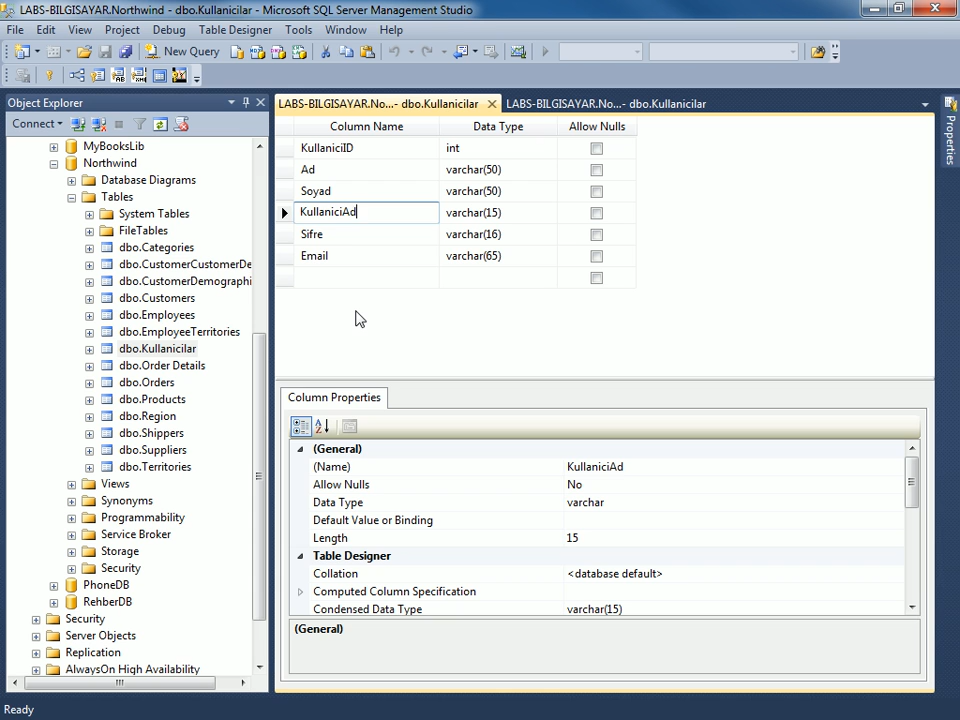 LABS-BILGISAYAR.Northwind - dbo.Kullanicilar - Microsoft SQL Server Management Studio
File Edit View Project Debug Table Designer Tools Window Help
New Query
Object Explorer
Connect
MyBooksLib
Northwind
Database Diagrams
Tables
System Tables
FileTables
dbo.Categories
dbo.CustomerCustomerDe
dbo.CustomerDemographi
dbo.Customers
dbo.Employees
dbo.EmployeeTerritories
dbo.Kullanicilar
dbo.Order Details
dbo.Orders
dbo.Products
dbo.Region
dbo.Shippers
dbo.Suppliers
dbo.Territories
Views
Synonyms
Programmability
Service Broker
Storage
Security
PhoneDB
RehberDB
Security
Server Objects
Replication
AlwaysOn High Availability
LABS-BILGISAYAR.No...- dbo.Kullanicilar LABS-BILGISAYAR.No...- dbo.Kullanicilar
Column Name Data Type Allow Nulls
KullaniciID int
Ad varchar(50)
Soyad varchar(50)
KullaniciAd varchar(15)
Sifre varchar(16)
Email varchar(65)
Column Properties
(General)
(Name) KullaniciAd
Allow Nulls No
Data Type varchar
Default Value or Binding
Length 15
Table Designer
Collation <database default>
Computed Column Specification
Condensed Data Type varchar(15)
(General)
Properties
Ready